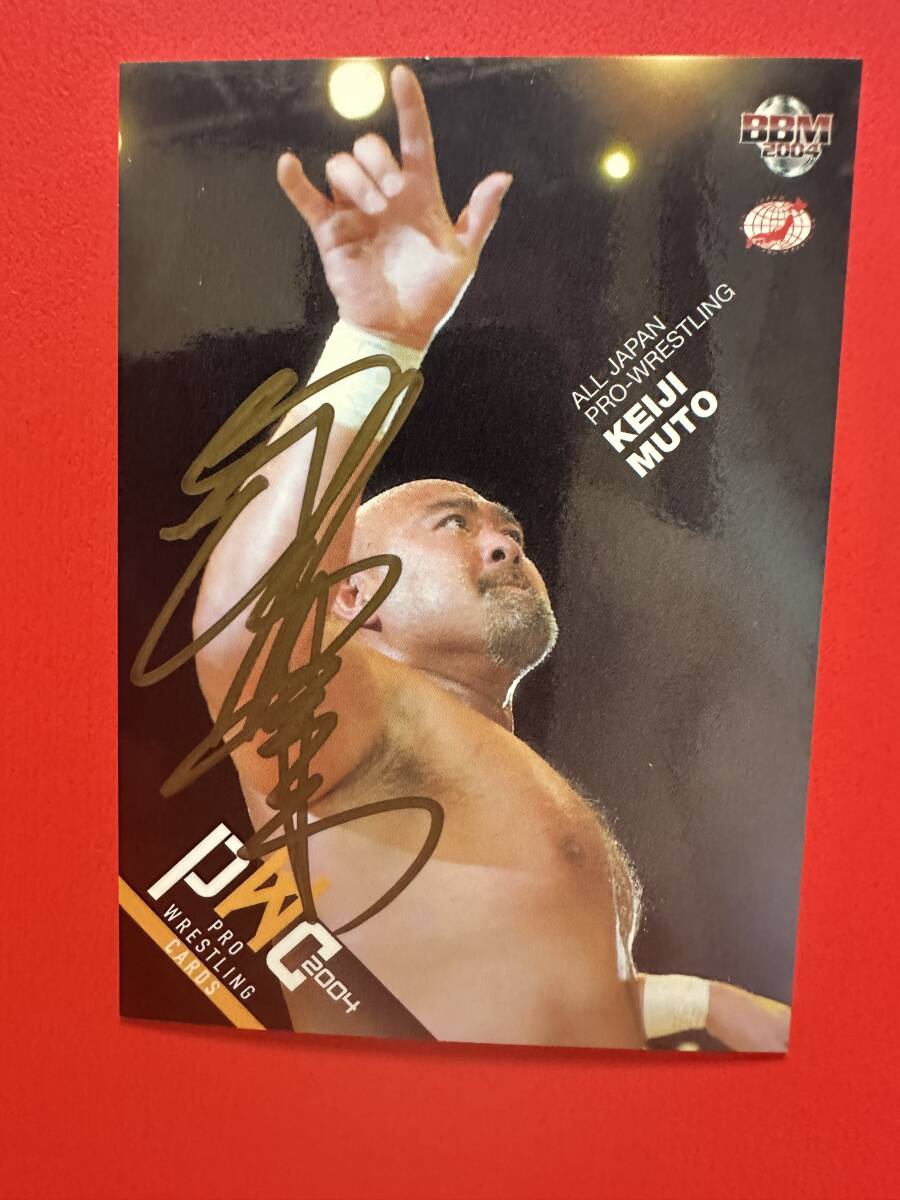 BBM
2004
ALL JAPAN
PRO-WRESTLING
KEIJI
MUTO
PWC
2004
PRO
WRESTLING
CARDS